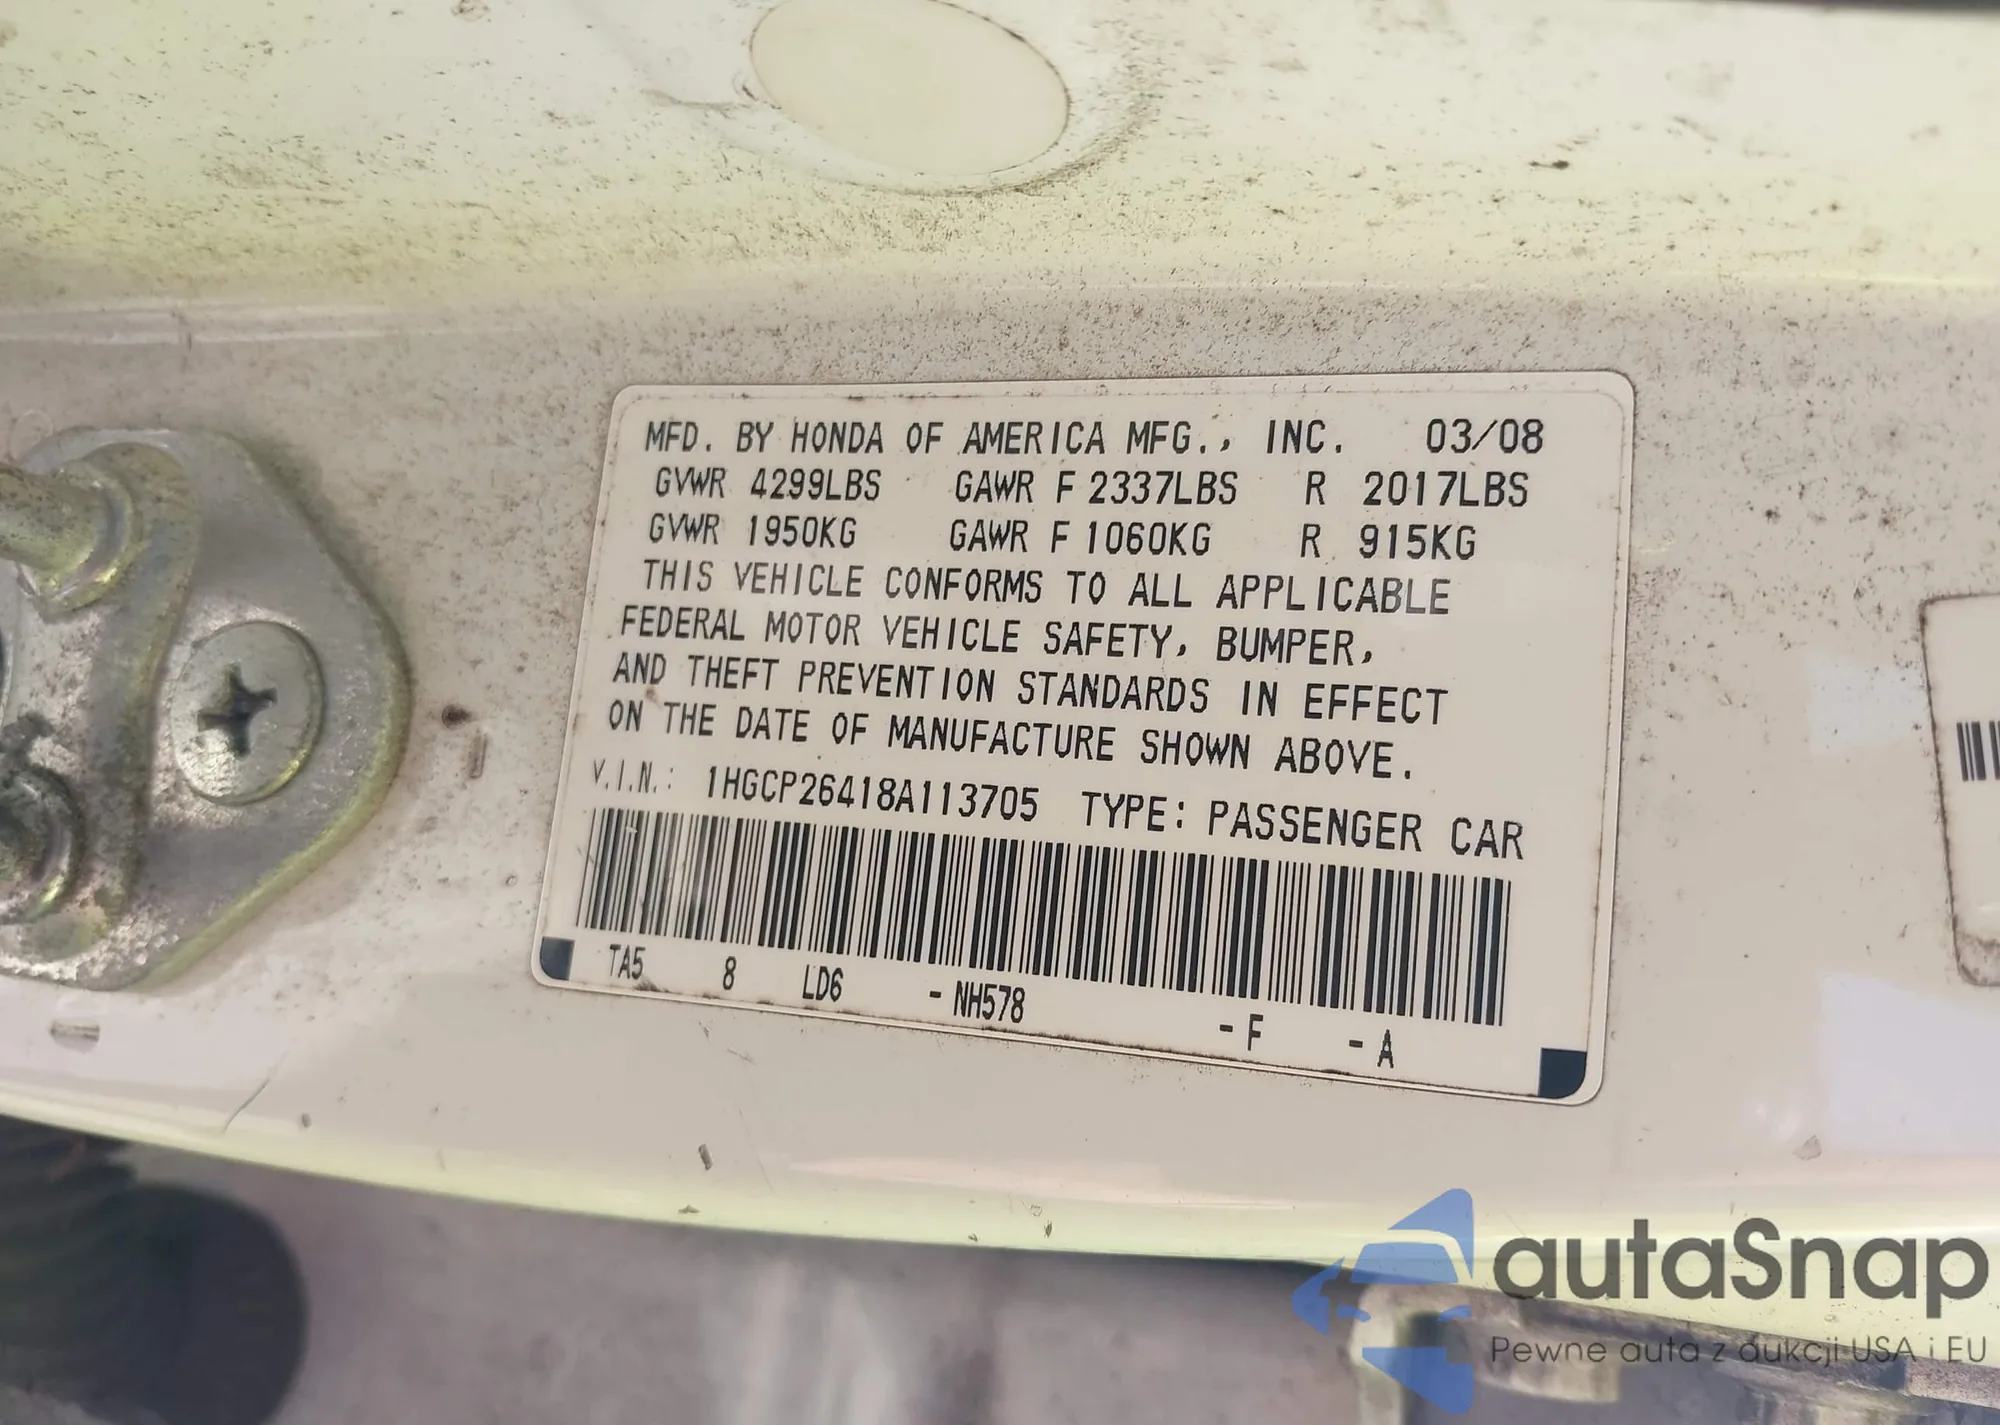 MFD. BY HONDA OF AMERICA MFG., INC. 03/08
GVWR 4299LBS GAWR F 2337LBS R 2017LBS
GVWR 1950KG GAWR F 1060KG R 915KG
THIS VEHICLE CONFORMS TO ALL APPLICABLE
FEDERAL MOTOR VEHICLE SAFETY, BUMPER,
AND THEFT PREVENTION STANDARDS IN EFFECT
ON THE DATE OF MANUFACTURE SHOWN ABOVE.
V.I.N.: 1HGCP26418A113705 TYPE: PASSENGER CAR
TA5 8 LD6 - NH578 - F - A
autaSnap
Pewne auta z aukcji USA i EU